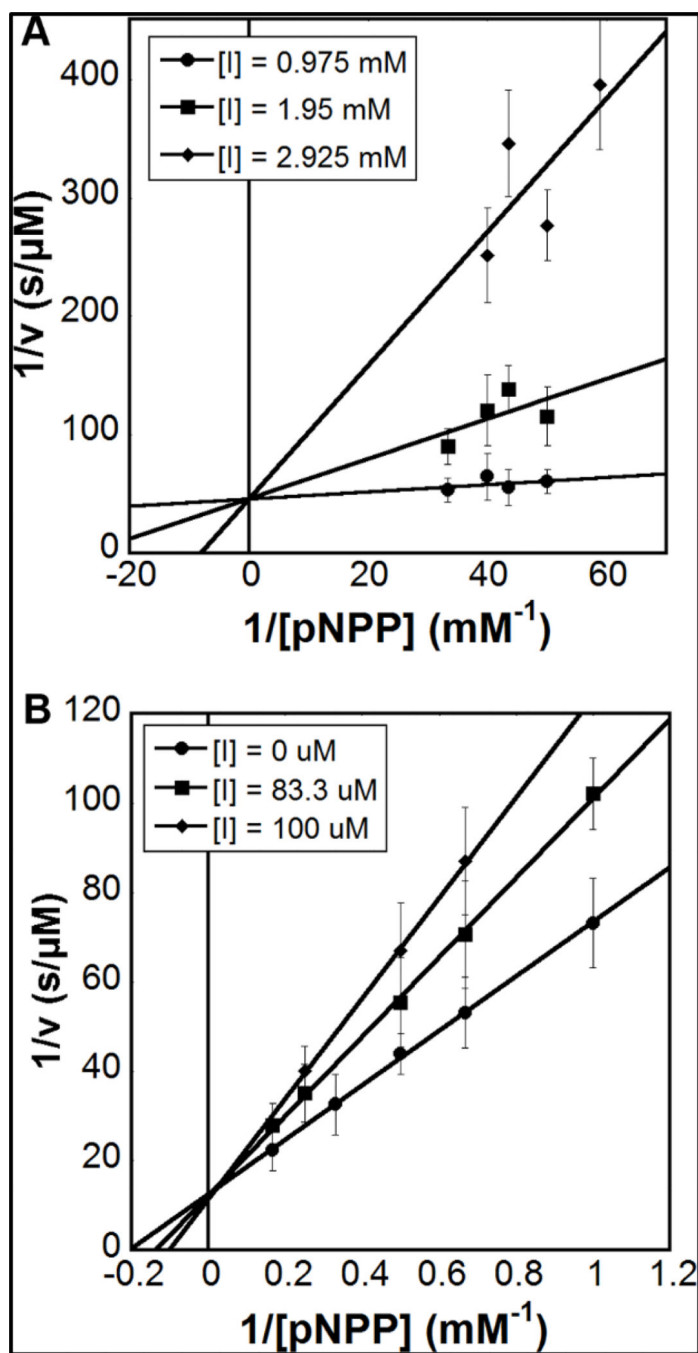 A
[I] = 0.975 mM
[I] = 1.95 mM
[I] = 2.925 mM
400
300
200
100
0
1/v (s/µM)
-20 0 20 40 60
1/[pNPP] (mM⁻¹)
B
[I] = 0 uM
[I] = 83.3 uM
[I] = 100 uM
120
100
80
60
40
20
0
1/v (s/µM)
-0.2 0 0.2 0.4 0.6 0.8 1 1.2
1/[pNPP] (mM⁻¹)